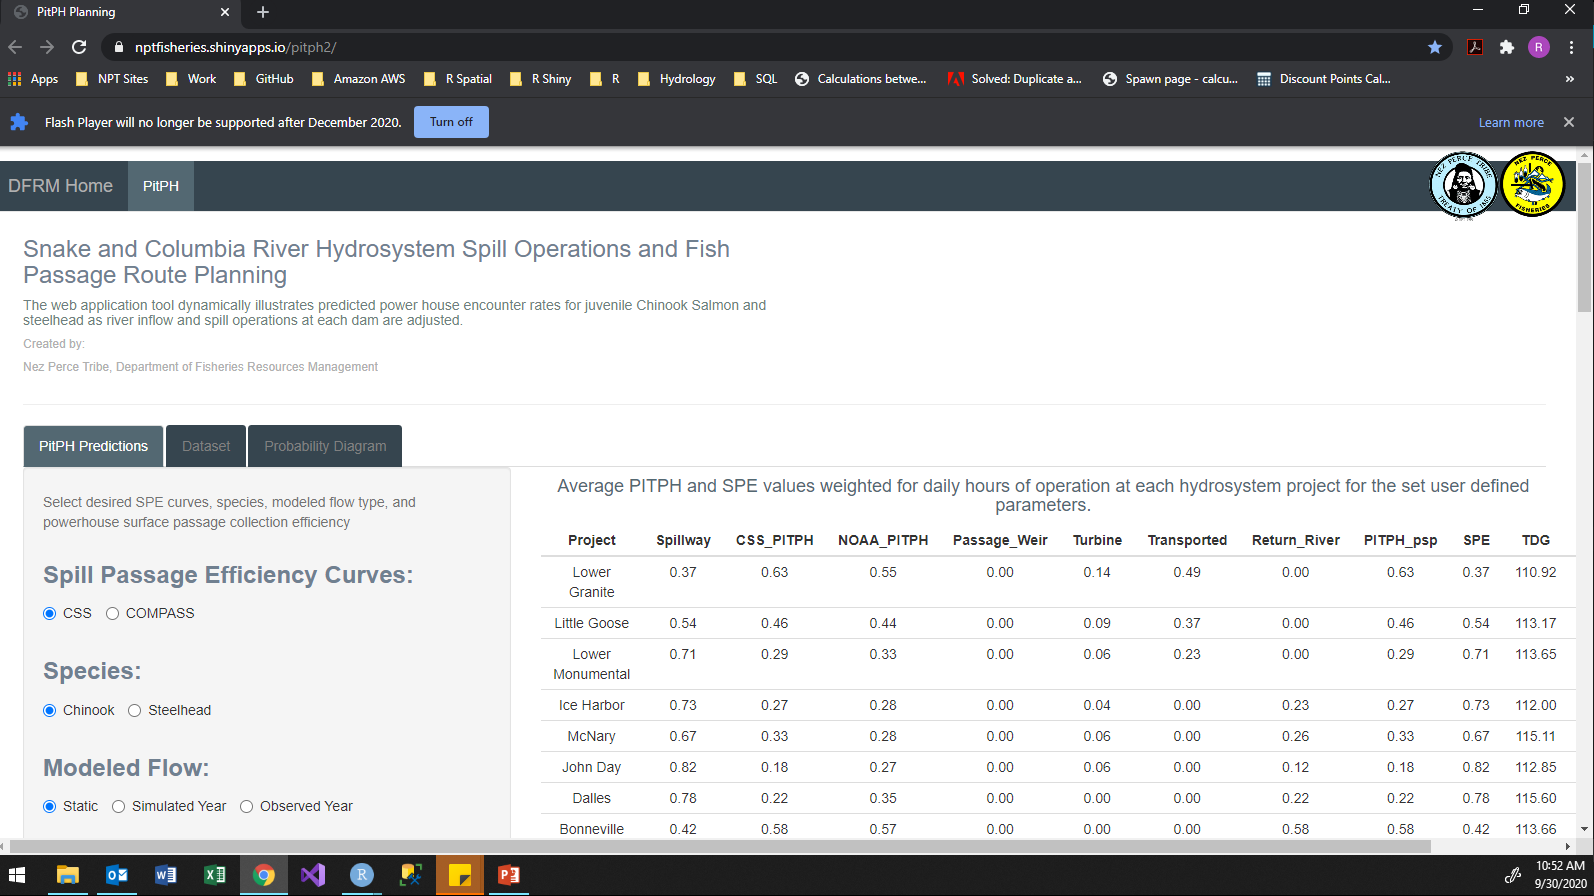 PitPH Planning
nptfisheries.shinyapps.io/pitph2/
R
Apps NPT Sites Work GitHub Amazon AWS R Spatial R Shiny R Hydrology SQL Calculations betwe... Solved: Duplicate a... Spawn page - calcu... Discount Points Cal... »
Flash Player will no longer be supported after December 2020. Turn off Learn more
DFRM Home PitPH
NEZ PERCE TRIBE
TREATY OF 1855
NEZ PERCE
FISHERIES
Snake and Columbia River Hydrosystem Spill Operations and Fish
Passage Route Planning
The web application tool dynamically illustrates predicted power house encounter rates for juvenile Chinook Salmon and
steelhead as river inflow and spill operations at each dam are adjusted.
Created by:
Nez Perce Tribe, Department of Fisheries Resources Management
PitPH Predictions Dataset Probability Diagram
Select desired SPE curves, species, modeled flow type, and
powerhouse surface passage collection efficiency
Spill Passage Efficiency Curves:
CSS COMPASS
Species:
Chinook Steelhead
Modeled Flow:
Static Simulated Year Observed Year
Average PITPH and SPE values weighted for daily hours of operation at each hydrosystem project for the set user defined
parameters.
Project Spillway CSS_PITPH NOAA_PITPH Passage_Weir Turbine Transported Return_River PITPH_psp SPE TDG
Lower 0.37 0.63 0.55 0.00 0.14 0.49 0.00 0.63 0.37 110.92
Granite
Little Goose 0.54 0.46 0.44 0.00 0.09 0.37 0.00 0.46 0.54 113.17
Lower 0.71 0.29 0.33 0.00 0.06 0.23 0.00 0.29 0.71 113.65
Monumental
Ice Harbor 0.73 0.27 0.28 0.00 0.04 0.00 0.23 0.27 0.73 112.00
McNary 0.67 0.33 0.28 0.00 0.06 0.00 0.26 0.33 0.67 115.11
John Day 0.82 0.18 0.27 0.00 0.06 0.00 0.12 0.18 0.82 112.85
Dalles 0.78 0.22 0.35 0.00 0.00 0.00 0.22 0.22 0.78 115.60
Bonneville 0.42 0.58 0.57 0.00 0.00 0.00 0.58 0.58 0.42 113.66
10:52 AM
9/30/2020